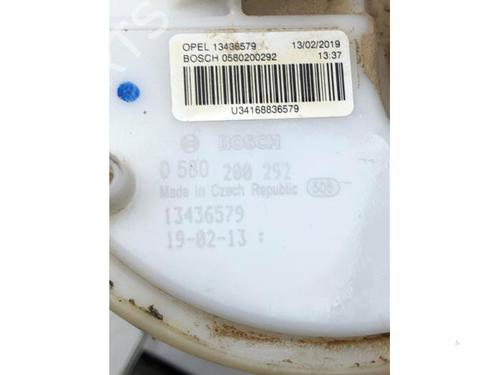 OPEL 13436579 13/02/2019
BOSCH 0580200292 13:37
U34168836579
BOSCH
0 580 200 292
Made in Czech Republic 509
13436579
19-02-13 :